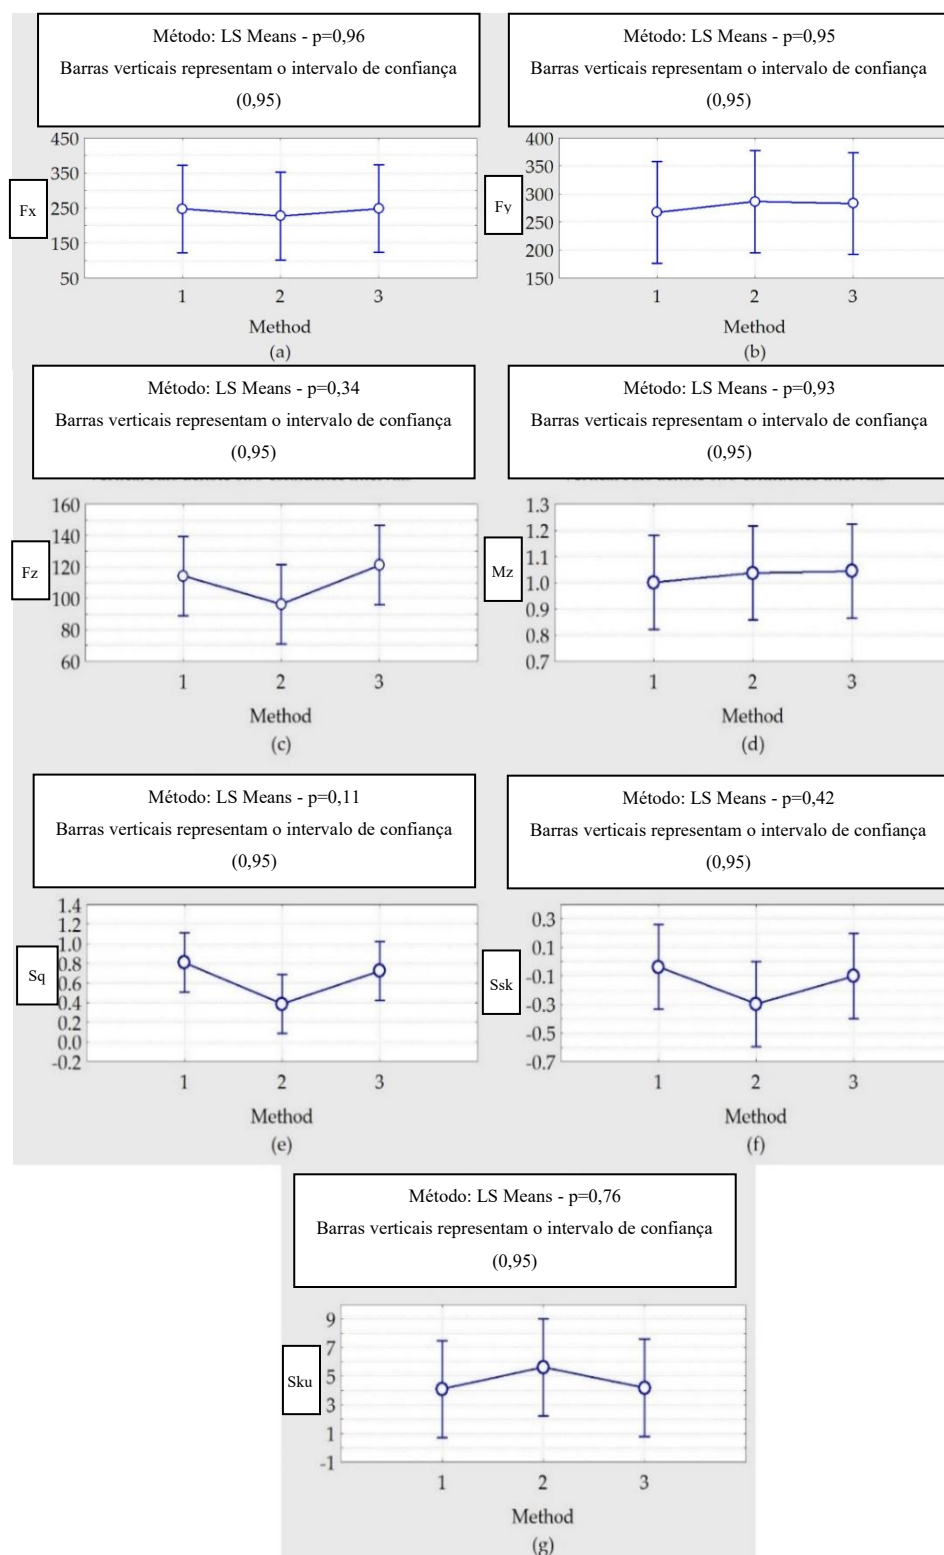 Método: LS Means - p=0,96
Barras verticais representam o intervalo de confiança
(0,95)
450
350
250
150
50
Fx
1 2 3
Method
(a)
Método: LS Means - p=0,95
Barras verticais representam o intervalo de confiança
(0,95)
400
350
300
250
200
150
Fy
1 2 3
Method
(b)
Método: LS Means - p=0,34
Barras verticais representam o intervalo de confiança
(0,95)
160
140
120
100
80
60
Fz
1 2 3
Method
(c)
Método: LS Means - p=0,93
Barras verticais representam o intervalo de confiança
(0,95)
1.3
1.2
1.1
1.0
0.9
0.8
0.7
Mz
1 2 3
Method
(d)
Método: LS Means - p=0,11
Barras verticais representam o intervalo de confiança
(0,95)
1.4
1.2
1.0
0.8
0.6
0.4
0.2
0.0
-0.2
Sq
1 2 3
Method
(e)
Método: LS Means - p=0,42
Barras verticais representam o intervalo de confiança
(0,95)
0.3
0.1
-0.1
-0.3
-0.5
-0.7
Ssk
1 2 3
Method
(f)
Método: LS Means - p=0,76
Barras verticais representam o intervalo de confiança
(0,95)
9
7
5
3
1
-1
Sku
1 2 3
Method
(g)